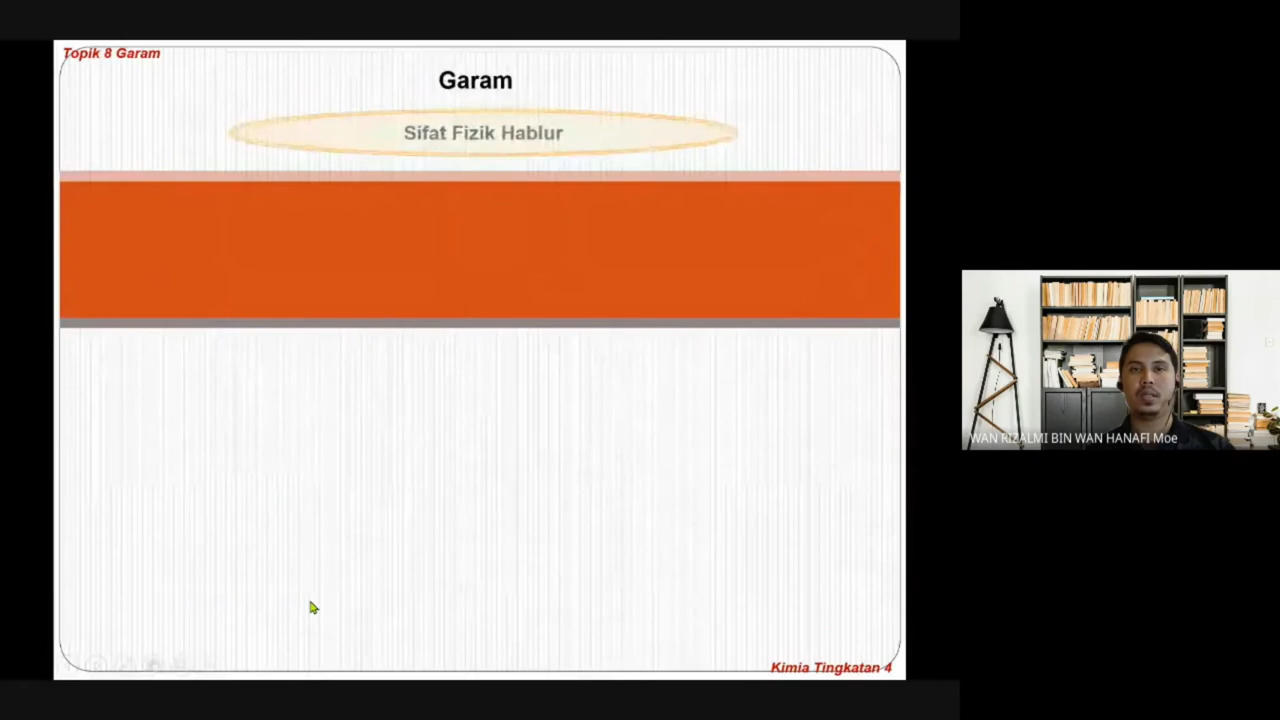 Topik 8 Garam
Garam
Sifat Fizik Hablur
WAN RIZALMI BIN WAN HANAFI Moe
Kimia Tingkatan 4